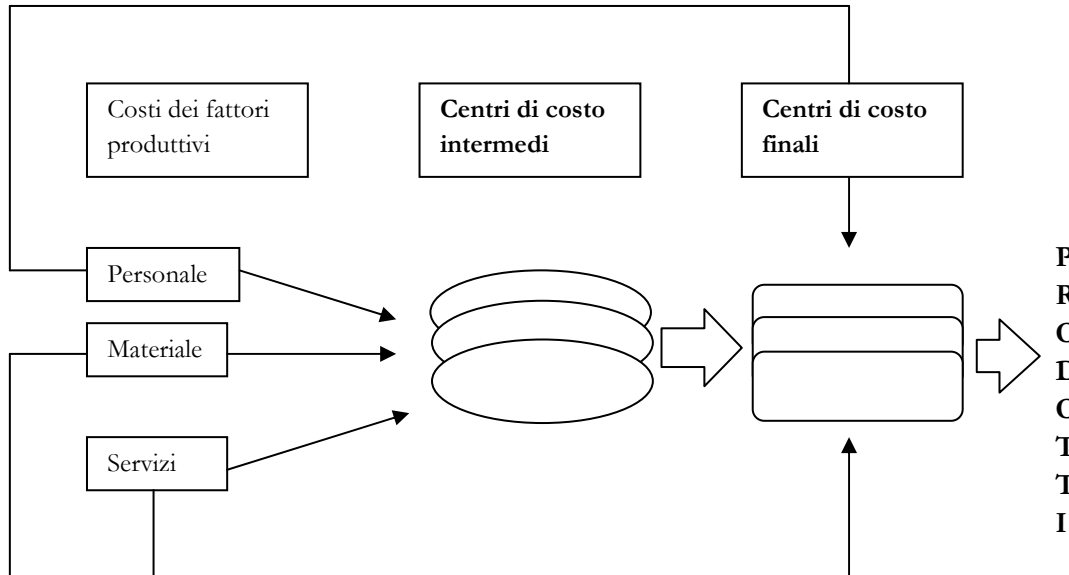 Costi dei fattori
produttivi
Centri di costo
intermedi
Centri di costo
finali
Personale
Materiale
Servizi
P
R
O
D
O
T
T
I